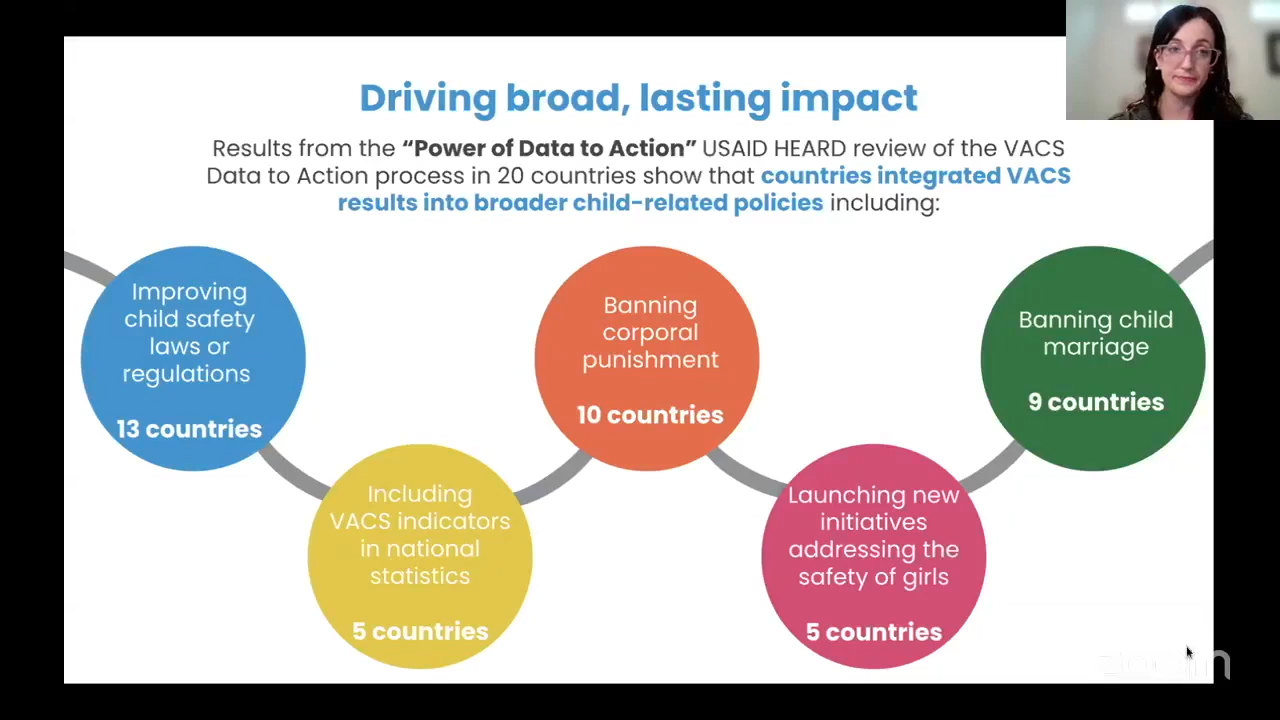 Driving broad, lasting impact
Results from the “Power of Data to Action” USAID HEARD review of the VACS
Data to Action process in 20 countries show that countries integrated VACS
results into broader child-related policies including:
Improving
child safety
laws or
regulations
13 countries
Including
VACS indicators
in national
statistics
5 countries
Banning
corporal
punishment
10 countries
Launching new
initiatives
addressing the
safety of girls
5 countries
Banning child
marriage
9 countries
zoom